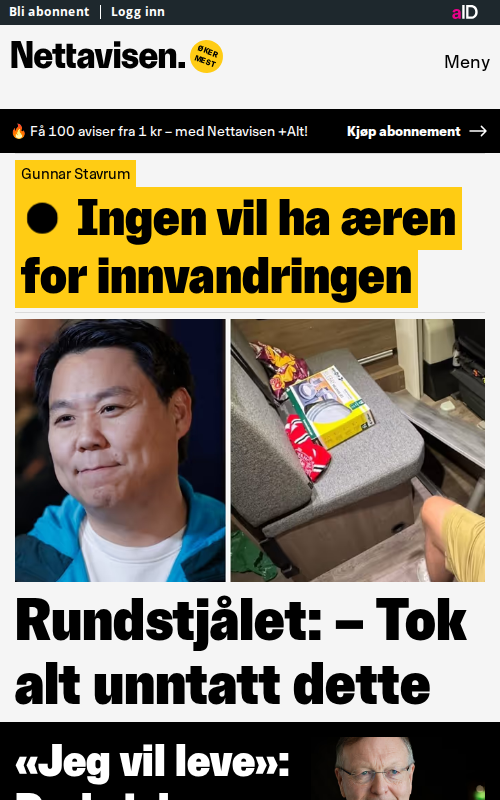 Bli abonnent
Logg inn
aID
Nettavisen.
ØKER
MEST
Meny
🔥 Få 100 aviser fra 1 kr – med Nettavisen +Alt!
Kjøp abonnement →
Gunnar Stavrum
● Ingen vil ha æren
for innvandringen
Rundstjålet: – Tok
alt unntatt dette
«Jeg vil leve»: